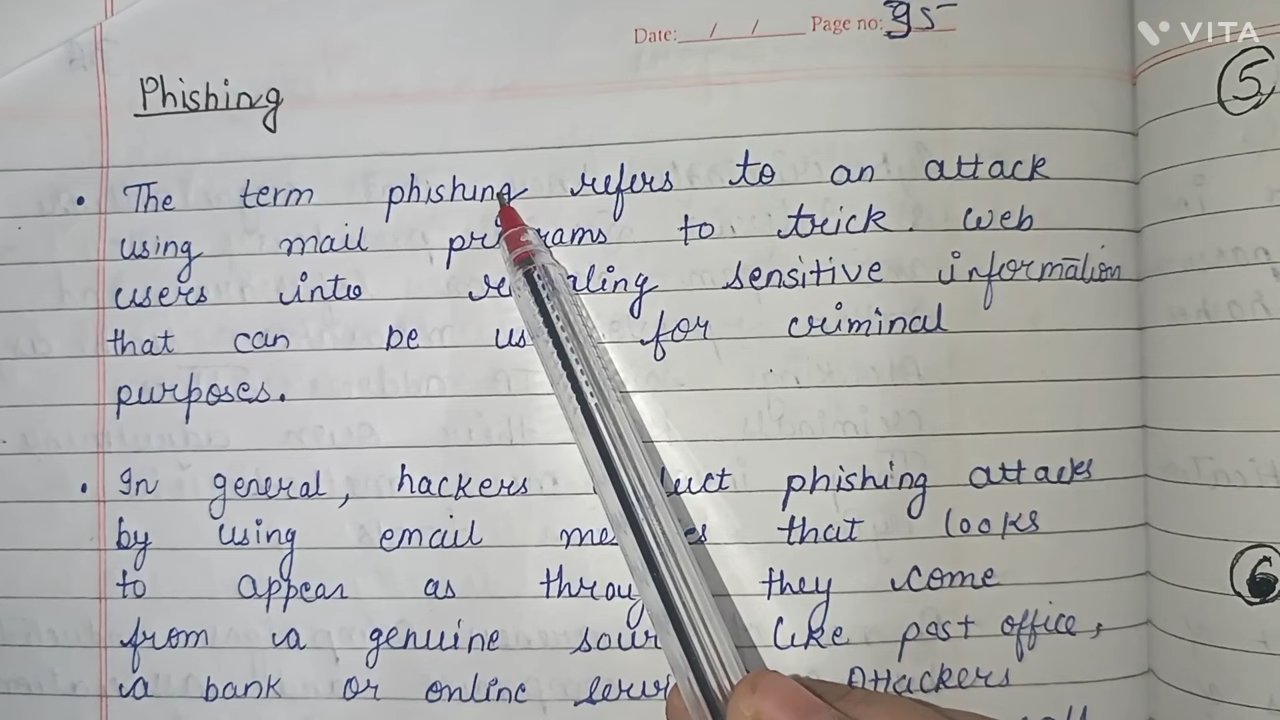 Date: / / Page no: 95
VITA
5
Phishing
• The term phishing refers to an attack
using mail to trick web
users into sensitive information
that can be for criminal
purposes.
• In general, hackers phishing attacks
by using email that looks
to appear as they come
from a genuine like post office,
6
a bank or online Attackers